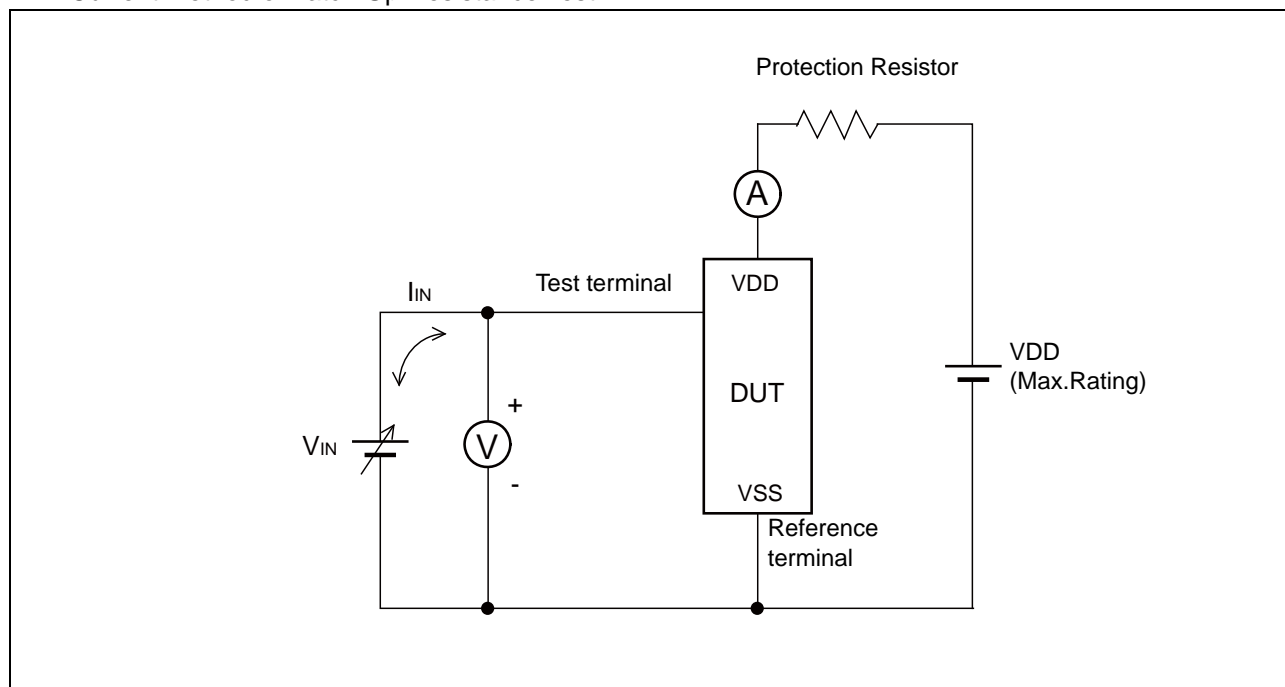 Protection Resistor
A
Test terminal
VDD
IIN
VDD
(Max.Rating)
DUT
+
VIN
V
-
VSS
Reference
terminal